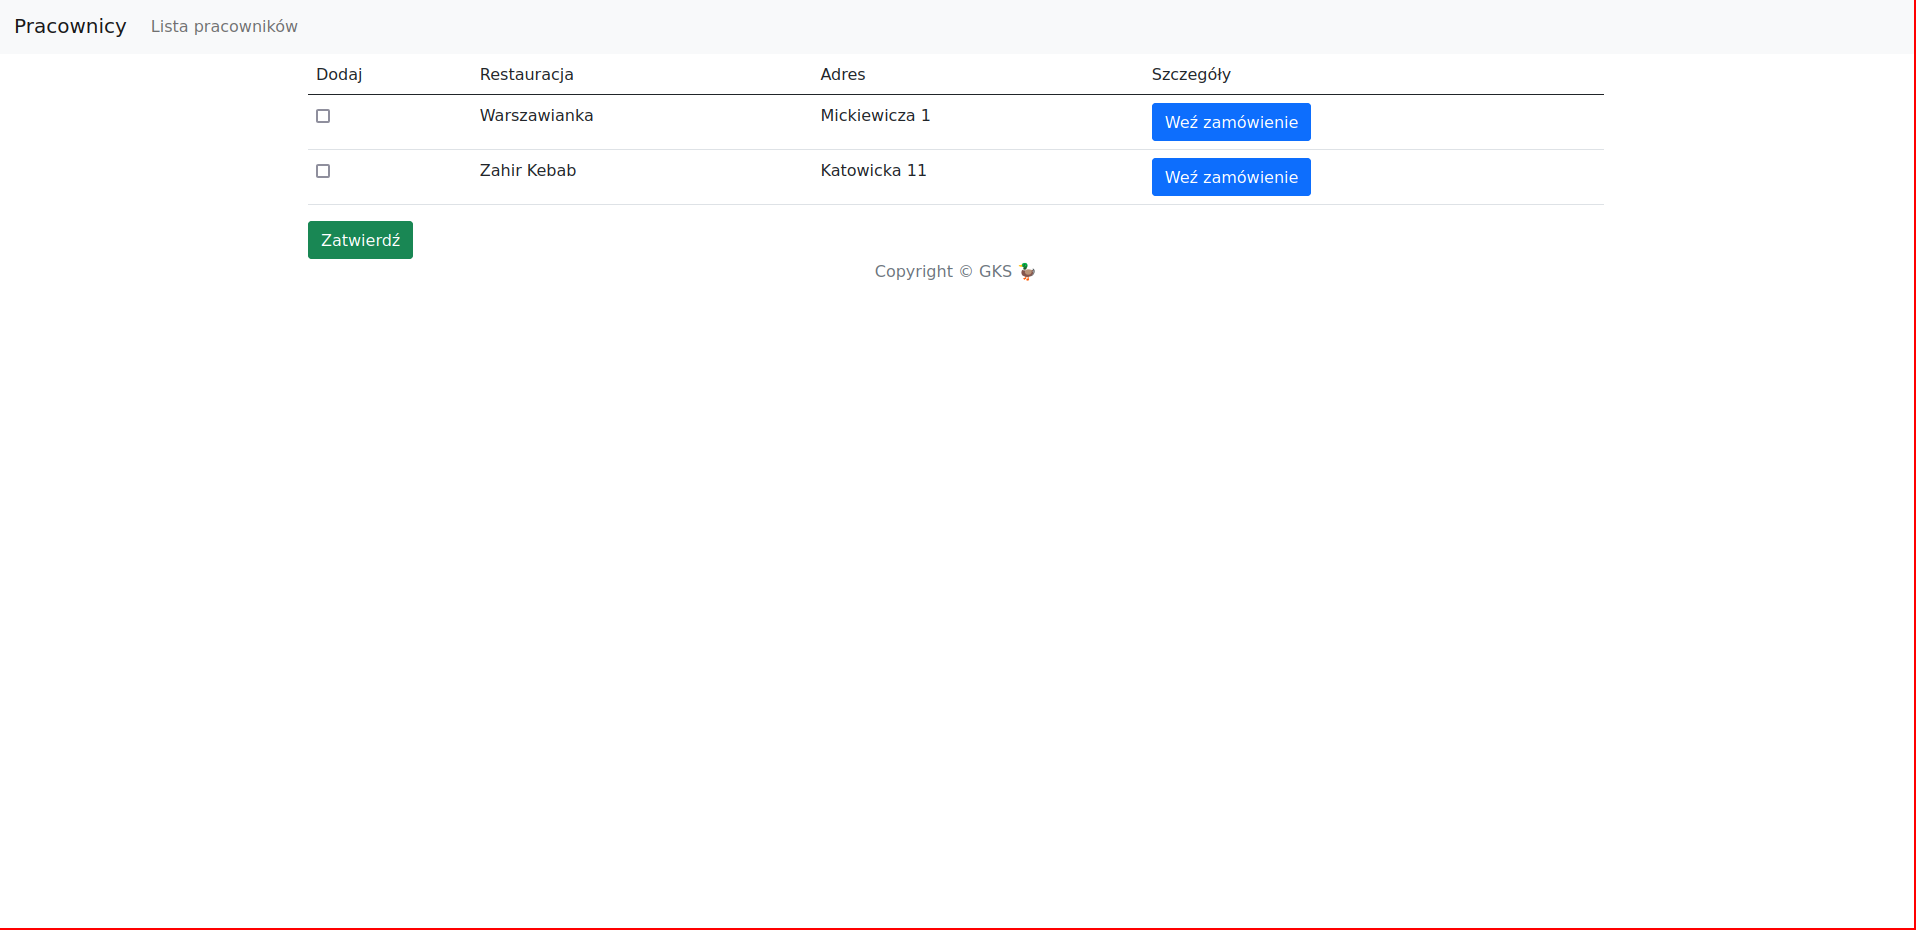 Pracownicy Lista pracowników
Dodaj Restauracja Adres Szczegóły
Warszawianka Mickiewicza 1 Weź zamówienie
Zahir Kebab Katowicka 11 Weź zamówienie
Zatwierdź
Copyright © GKS 🦆